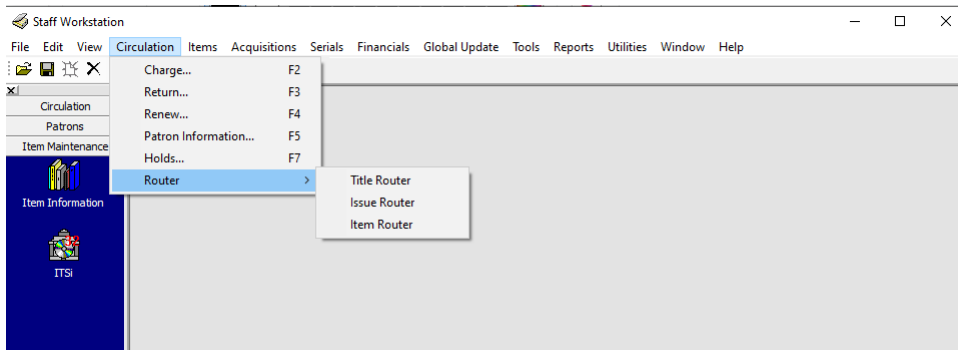 Staff Workstation
File Edit View Circulation Items Acquisitions Serials Financials Global Update Tools Reports Utilities Window Help
Charge... F2
Return... F3
Renew... F4
Patron Information... F5
Holds... F7
Router
Title Router
Issue Router
Item Router
Circulation
Patrons
Item Maintenance
Item Information
ITSi